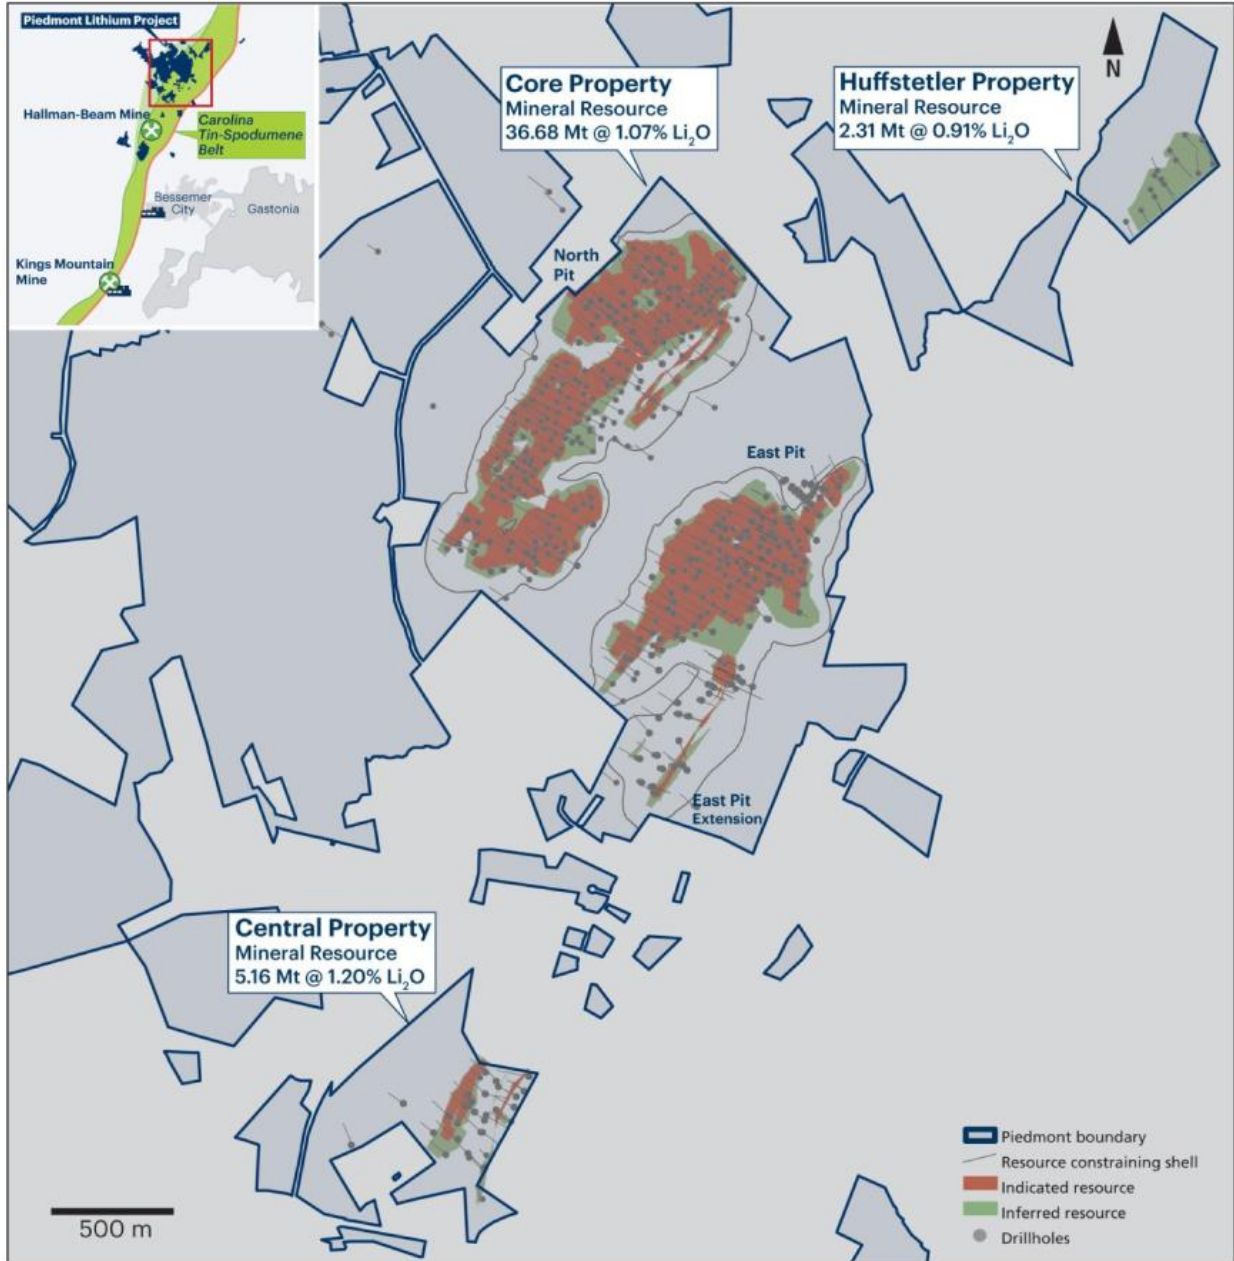 Piedmont Lithium Project
Hallman-Beam Mine
Carolina
Tin-Spodumene
Belt
Bessemer
City
Gastonia
Kings Mountain
Mine
Core Property
Mineral Resource
36.68 Mt @ 1.07% Li₂O
Huffstetler Property
Mineral Resource
2.31 Mt @ 0.91% Li₂O
N
North
Pit
East Pit
East Pit
Extension
Central Property
Mineral Resource
5.16 Mt @ 1.20% Li₂O
Piedmont boundary
Resource constraining shell
Indicated resource
Inferred resource
Drillholes
500 m